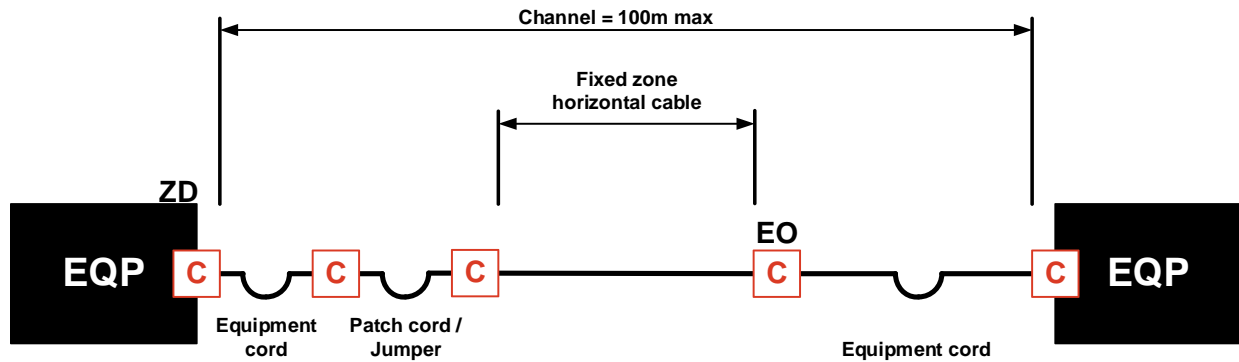 Channel = 100m max
Fixed zone
horizontal cable
ZD
EO
EQP
C
C
C
C
C
EQP
Equipment
cord
Patch cord /
Jumper
Equipment cord